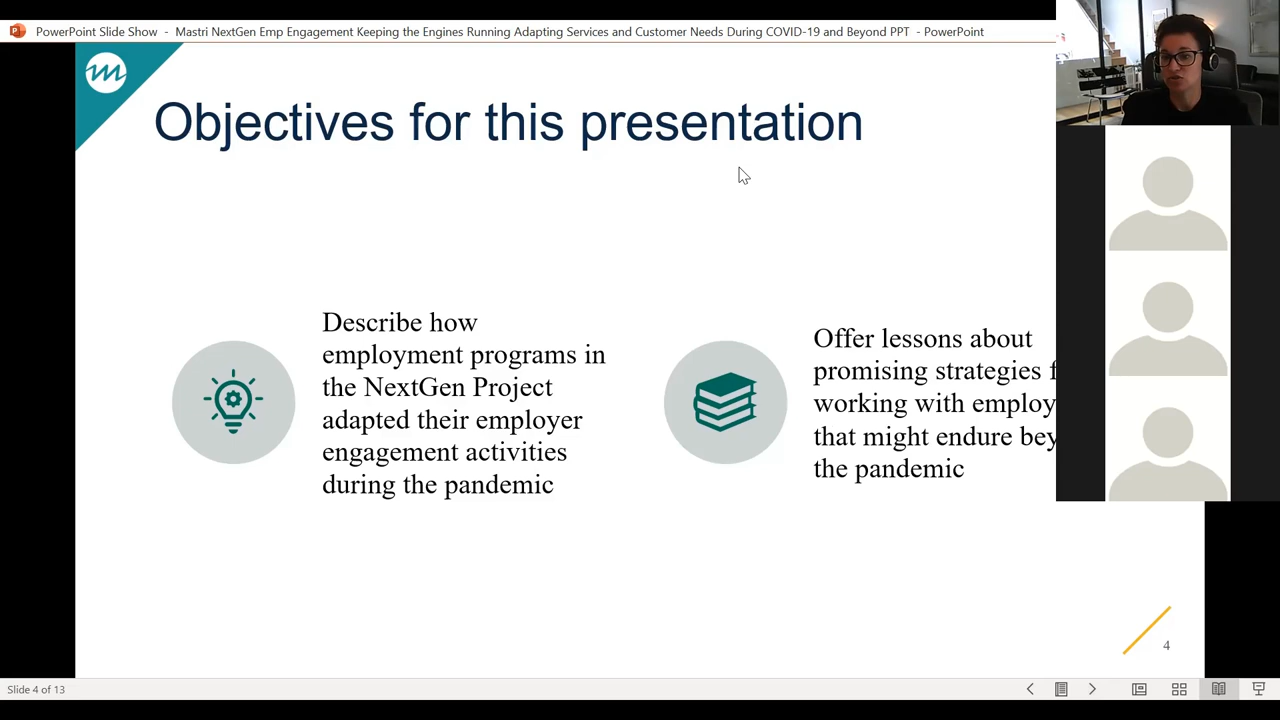 PowerPoint Slide Show - Mastri NextGen Emp Engagement Keeping the Engines Running Adapting Services and Customer Needs During COVID-19 and Beyond PPT - PowerPoint
Objectives for this presentation
Describe how
employment programs in
the NextGen Project
adapted their employer
engagement activities
during the pandemic
Offer lessons about
promising strategies
working with
that might endure
the pandemic
4
Slide 4 of 13